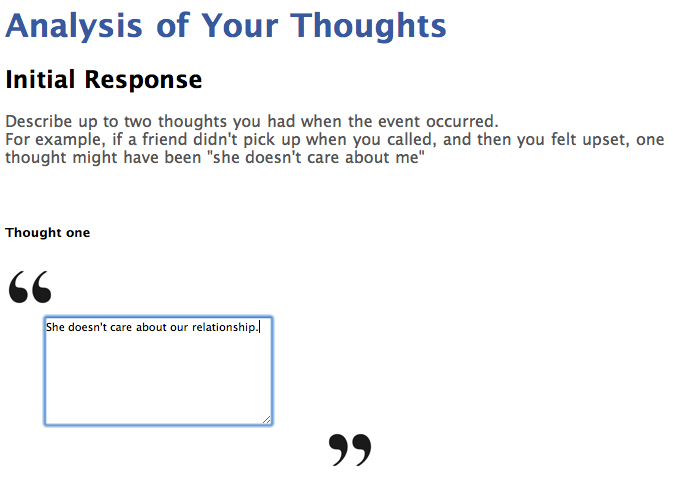 Analysis of Your Thoughts
Initial Response
Describe up to two thoughts you had when the event occurred.
For example, if a friend didn't pick up when you called, and then you felt upset, one
thought might have been "she doesn't care about me"
Thought one
“
She doesn't care about our relationship.
”